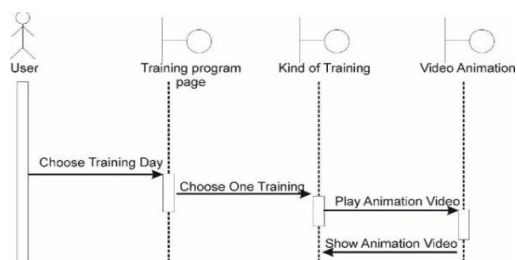 User
Training program
page
Kind of Training
Video Animation
Choose Training Day
Choose One Training
Play Animation Video
Show Animation Video